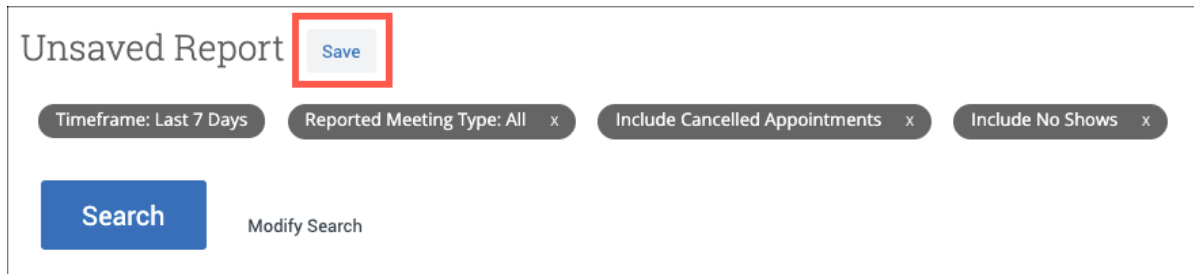 Unsaved Report Save
Timeframe: Last 7 Days Reported Meeting Type: All x Include Cancelled Appointments x Include No Shows x
Search Modify Search